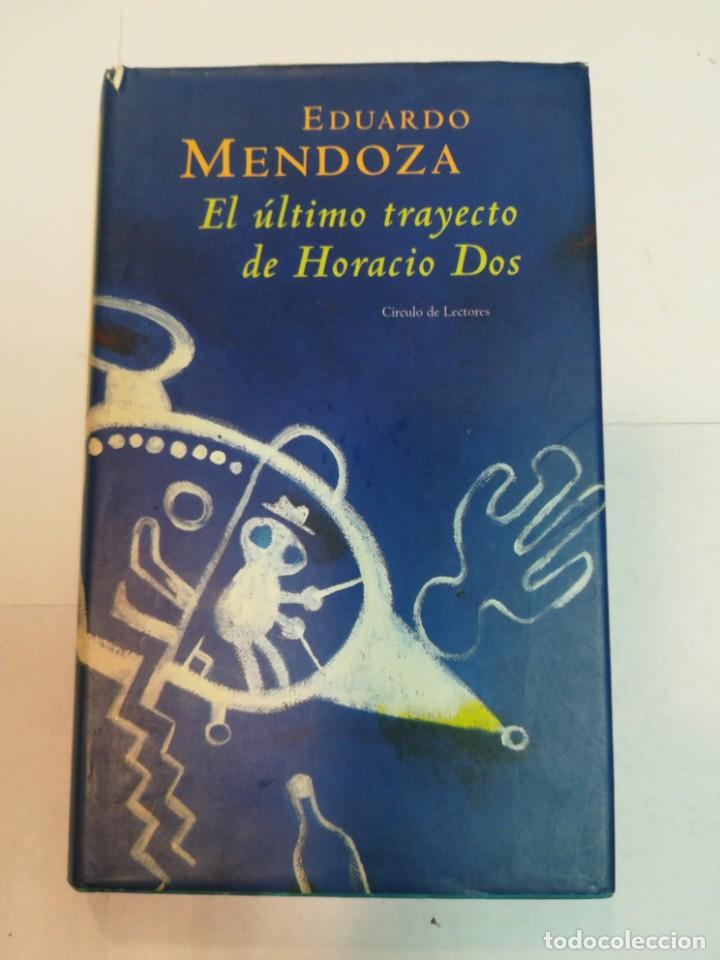 EDUARDO
MENDOZA
El último trayecto
de Horacio Dos
Círculo de Lectores
todocoleccion